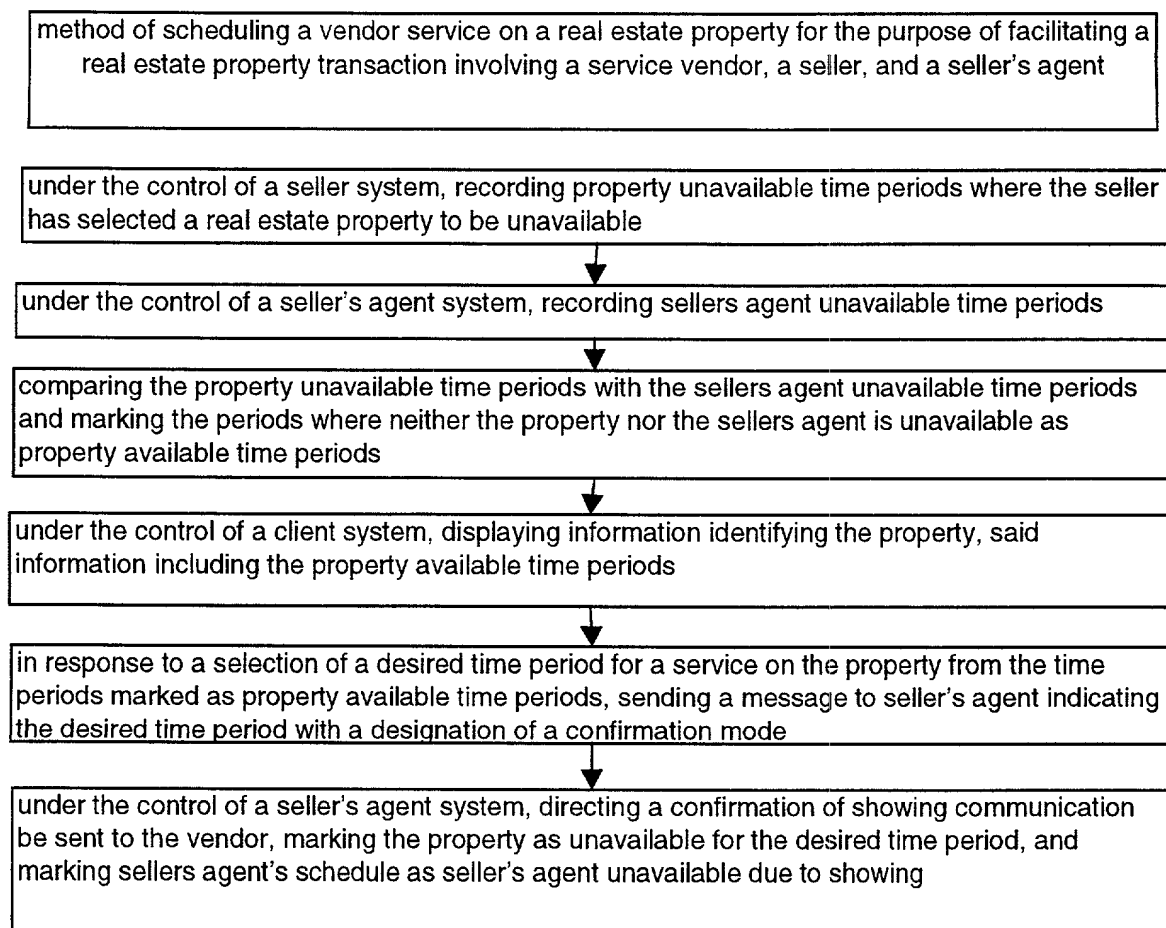 method of scheduling a vendor service on a real estate property for the purpose of facilitating a
real estate property transaction involving a service vendor, a seller, and a seller's agent
under the control of a seller system, recording property unavailable time periods where the seller
has selected a real estate property to be unavailable
under the control of a seller's agent system, recording sellers agent unavailable time periods
comparing the property unavailable time periods with the sellers agent unavailable time periods
and marking the periods where neither the property nor the sellers agent is unavailable as
property available time periods
under the control of a client system, displaying information identifying the property, said
information including the property available time periods
in response to a selection of a desired time period for a service on the property from the time
periods marked as property available time periods, sending a message to seller's agent indicating
the desired time period with a designation of a confirmation mode
under the control of a seller's agent system, directing a confirmation of showing communication
be sent to the vendor, marking the property as unavailable for the desired time period, and
marking sellers agent's schedule as seller's agent unavailable due to showing